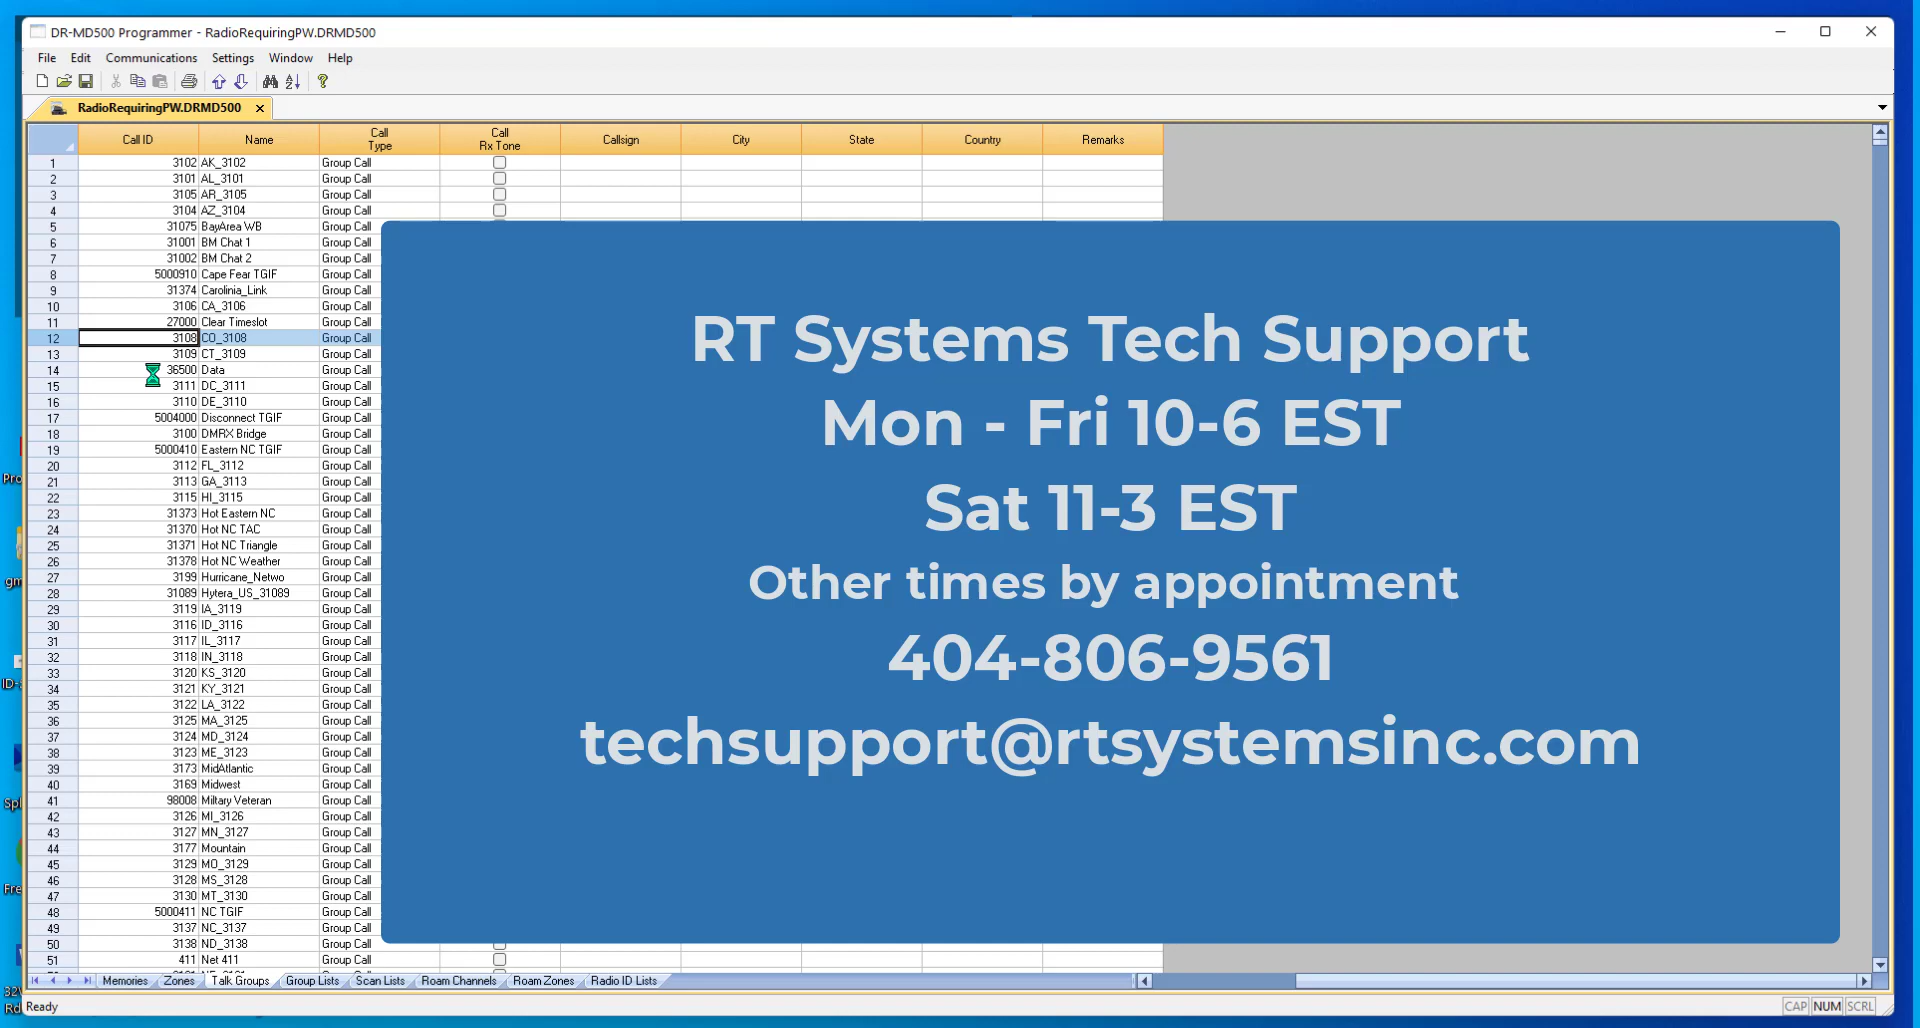 DR-MD500 Programmer - RadioRequiringPW.DRMD500
File Edit Communications Settings Window Help
RadioRequiringPW.DRMD500
Call ID Name Call Type Call Rx Tone Callsign City State Country Remarks
1 3102 AK_3102 Group Call
2 3101 AL_3101 Group Call
3 3105 AR_3105 Group Call
4 3104 AZ_3104 Group Call
5 31075 BayArea WB Group Call
6 31001 BM Chat 1 Group Call
7 31002 BM Chat 2 Group Call
8 5000910 Cape Fear TGIF Group Call
9 31374 Carolinia_Link Group Call
10 3106 CA_3106 Group Call
11 27000 Clear Timeslot Group Call
12 3108 CO_3108 Group Call
13 3109 CT_3109 Group Call
14 36500 Data Group Call
15 3111 DC_3111 Group Call
16 3110 DE_3110 Group Call
17 5004000 Disconnect TGIF Group Call
18 3100 DMRX Bridge Group Call
19 5000410 Eastern NC TGIF Group Call
20 3112 FL_3112 Group Call
21 3113 GA_3113 Group Call
22 3115 HI_3115 Group Call
23 31373 Hot Eastern NC Group Call
24 31370 Hot NC TAC Group Call
25 31371 Hot NC Triangle Group Call
26 31378 Hot NC Weather Group Call
27 3199 Hurricane_Netwo Group Call
28 31089 Hytera_US_31089 Group Call
29 3119 IA_3119 Group Call
30 3116 ID_3116 Group Call
31 3117 IL_3117 Group Call
32 3118 IN_3118 Group Call
33 3120 KS_3120 Group Call
34 3121 KY_3121 Group Call
35 3122 LA_3122 Group Call
36 3125 MA_3125 Group Call
37 3124 MD_3124 Group Call
38 3123 ME_3123 Group Call
39 3173 MidAtlantic Group Call
40 3169 Midwest Group Call
41 98008 Miltary Veteran Group Call
42 3126 MI_3126 Group Call
43 3127 MN_3127 Group Call
44 3177 Mountain Group Call
45 3129 MO_3129 Group Call
46 3128 MS_3128 Group Call
47 3130 MT_3130 Group Call
48 5000411 NC TGIF Group Call
49 3137 NC_3137 Group Call
50 3138 ND_3138 Group Call
51 411 Net 411 Group Call
RT Systems Tech Support
Mon - Fri 10-6 EST
Sat 11-3 EST
Other times by appointment
404-806-9561
techsupport@rtsystemsinc.com
Memories Zones Talk Groups Group Lists Scan Lists Roam Channels Roam Zones Radio ID Lists
Ready CAP NUM SCRL